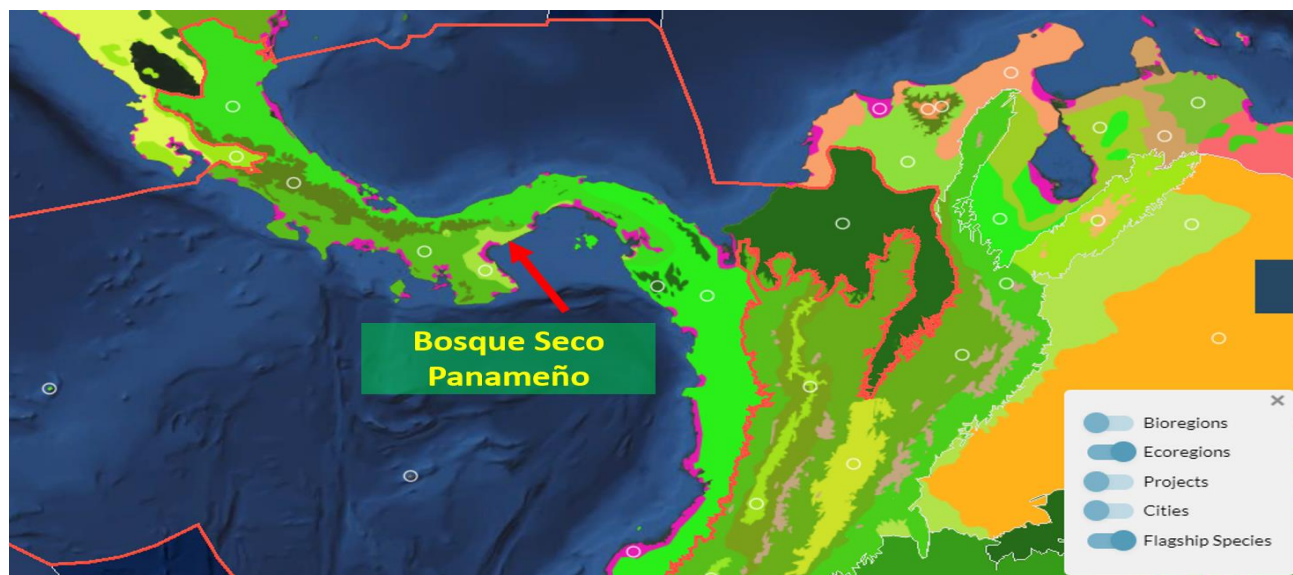 Bosque Seco
Panameño
×
Bioregions
Ecoregions
Projects
Cities
Flagship Species